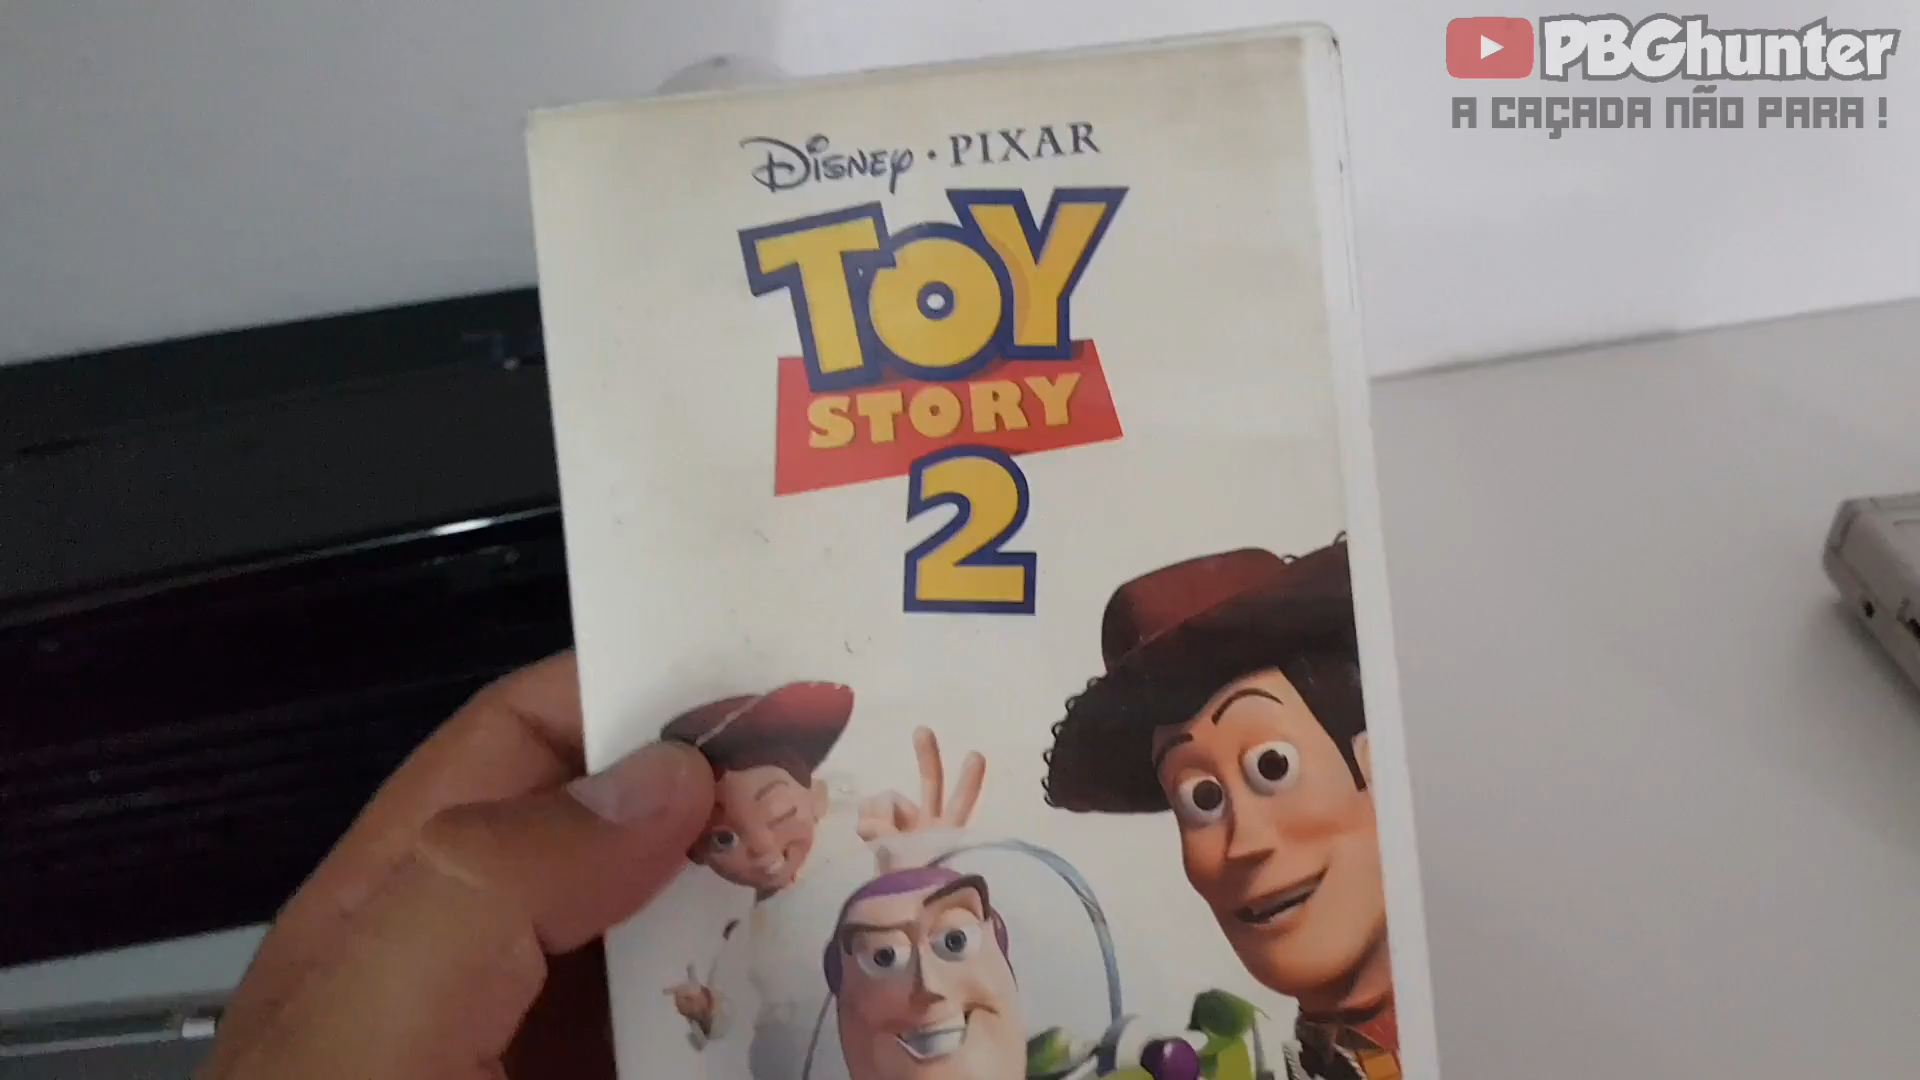 PBGhunter
A CAÇADA NÃO PARA !
DISNEY · PIXAR
TOY
STORY
2